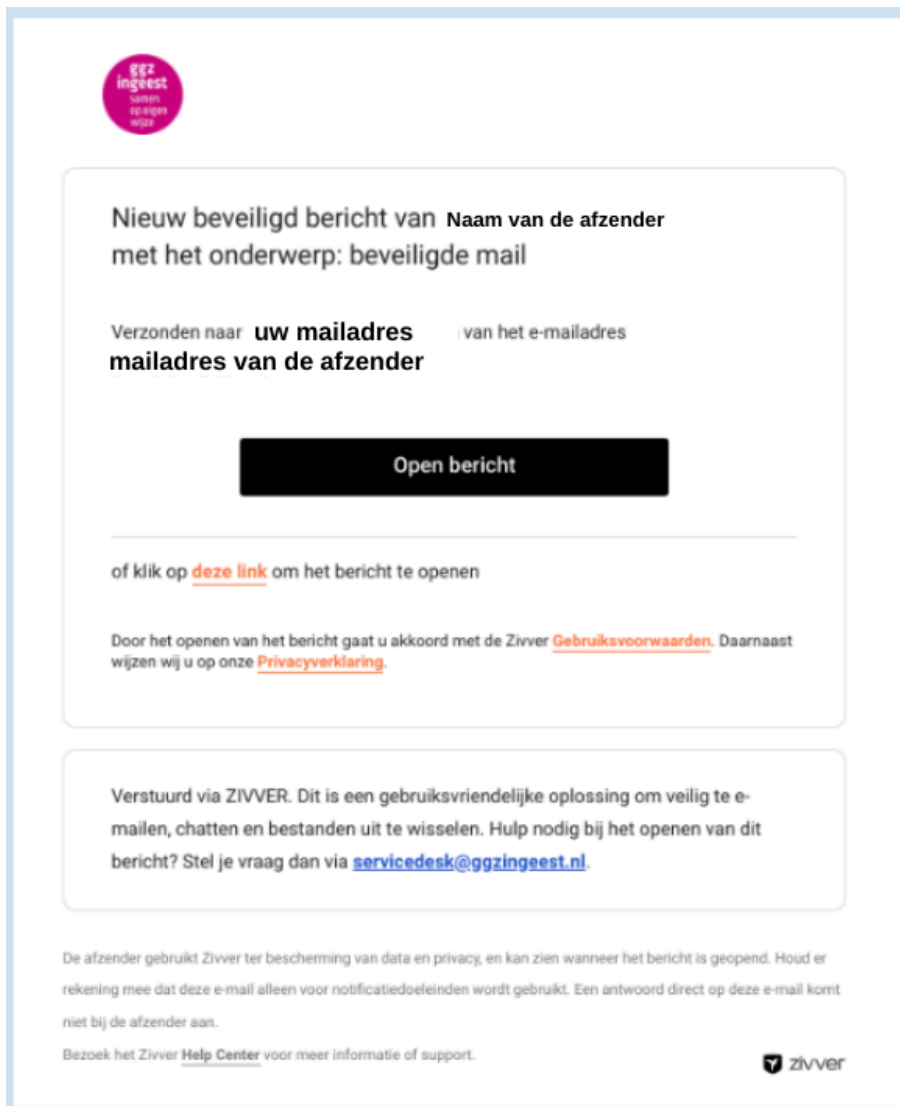 ggz
ingeest
samen
op eigen
wijze
Nieuw beveiligd bericht van Naam van de afzender
met het onderwerp: beveiligde mail
Verzonden naar uw mailadres van het e-mailadres
mailadres van de afzender
Open bericht
of klik op deze link om het bericht te openen
Door het openen van het bericht gaat u akkoord met de Zivver Gebruiksvoorwaarden. Daarnaast
wijzen wij u op onze Privacyverklaring.
Verstuurd via ZIVVER. Dit is een gebruiksvriendelijke oplossing om veilig te e-
mailen, chatten en bestanden uit te wisselen. Hulp nodig bij het openen van dit
bericht? Stel je vraag dan via servicedesk@ggzingeest.nl.
De afzender gebruikt Zivver ter bescherming van data en privacy, en kan zien wanneer het bericht is geopend. Houd er
rekening mee dat deze e-mail alleen voor notificatiedoeleinden wordt gebruikt. Een antwoord direct op deze e-mail komt
niet bij de afzender aan.
Bezoek het Zivver Help Center voor meer informatie of support.
zivver